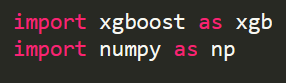 import xgboost as xgb
import numpy as np